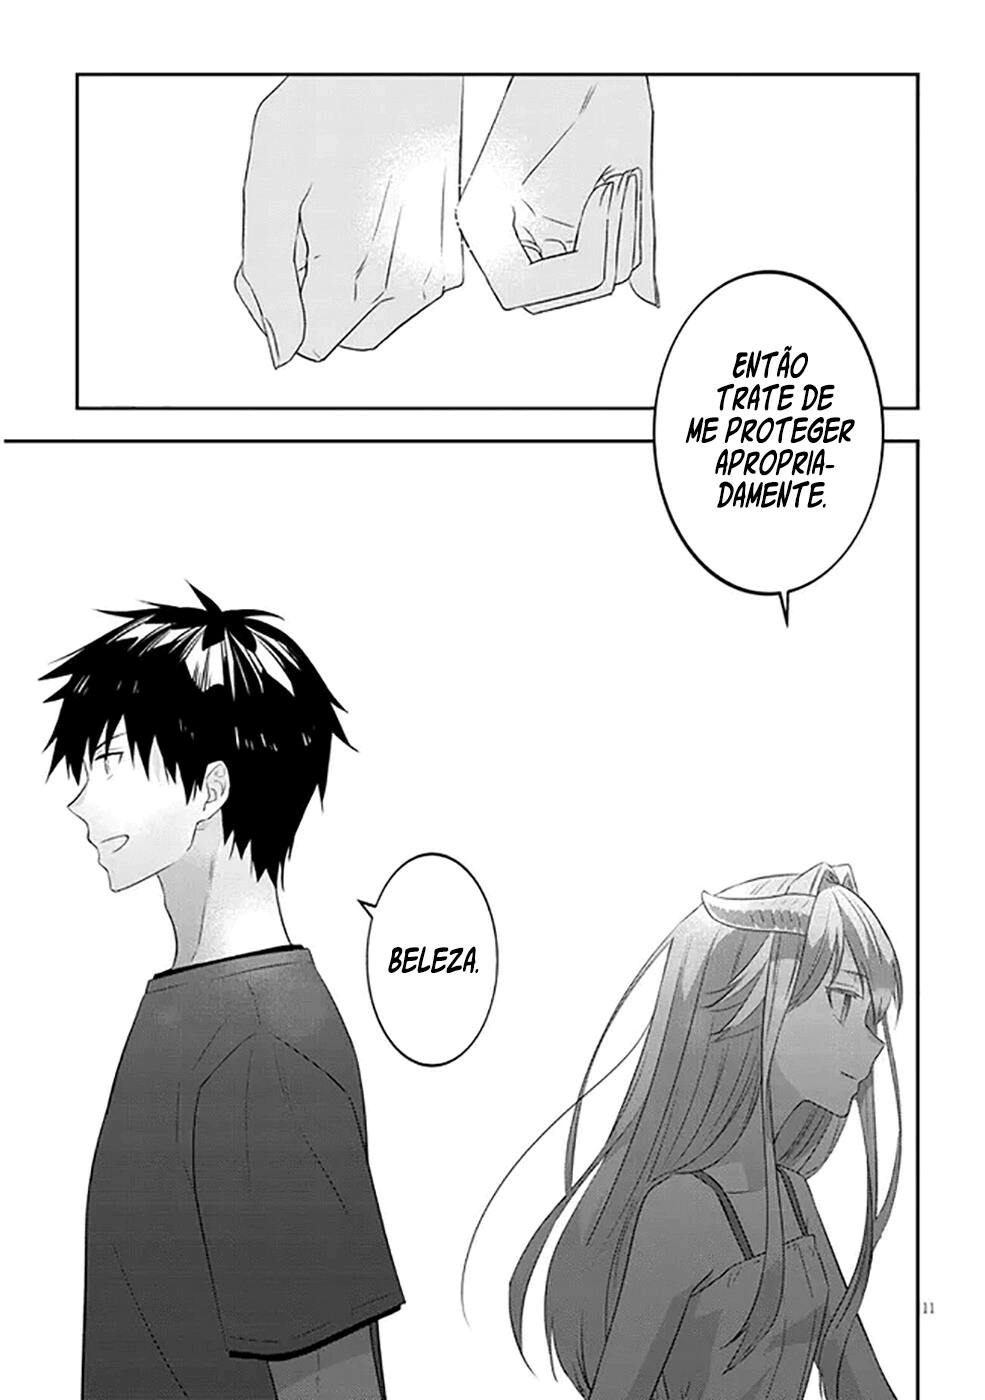 ENTÃO
TRATE DE
ME PROTEGER
APROPRIA-
DAMENTE.
BELEZA.
11